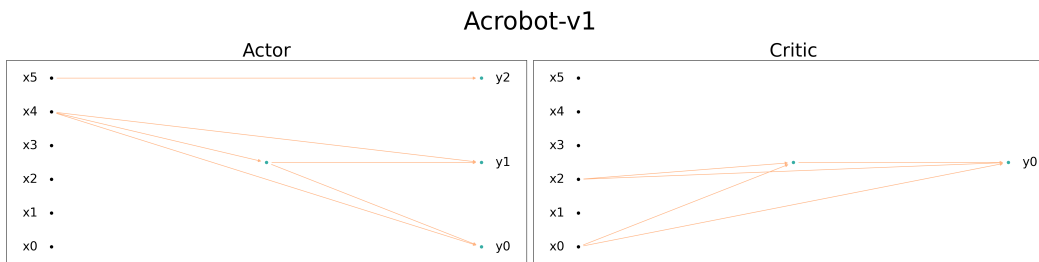 Acrobot-v1
Actor
Critic
x5
y2
x4
x3
y1
x2
x1
x0
y0
x5
x4
x3
y0
x2
x1
x0